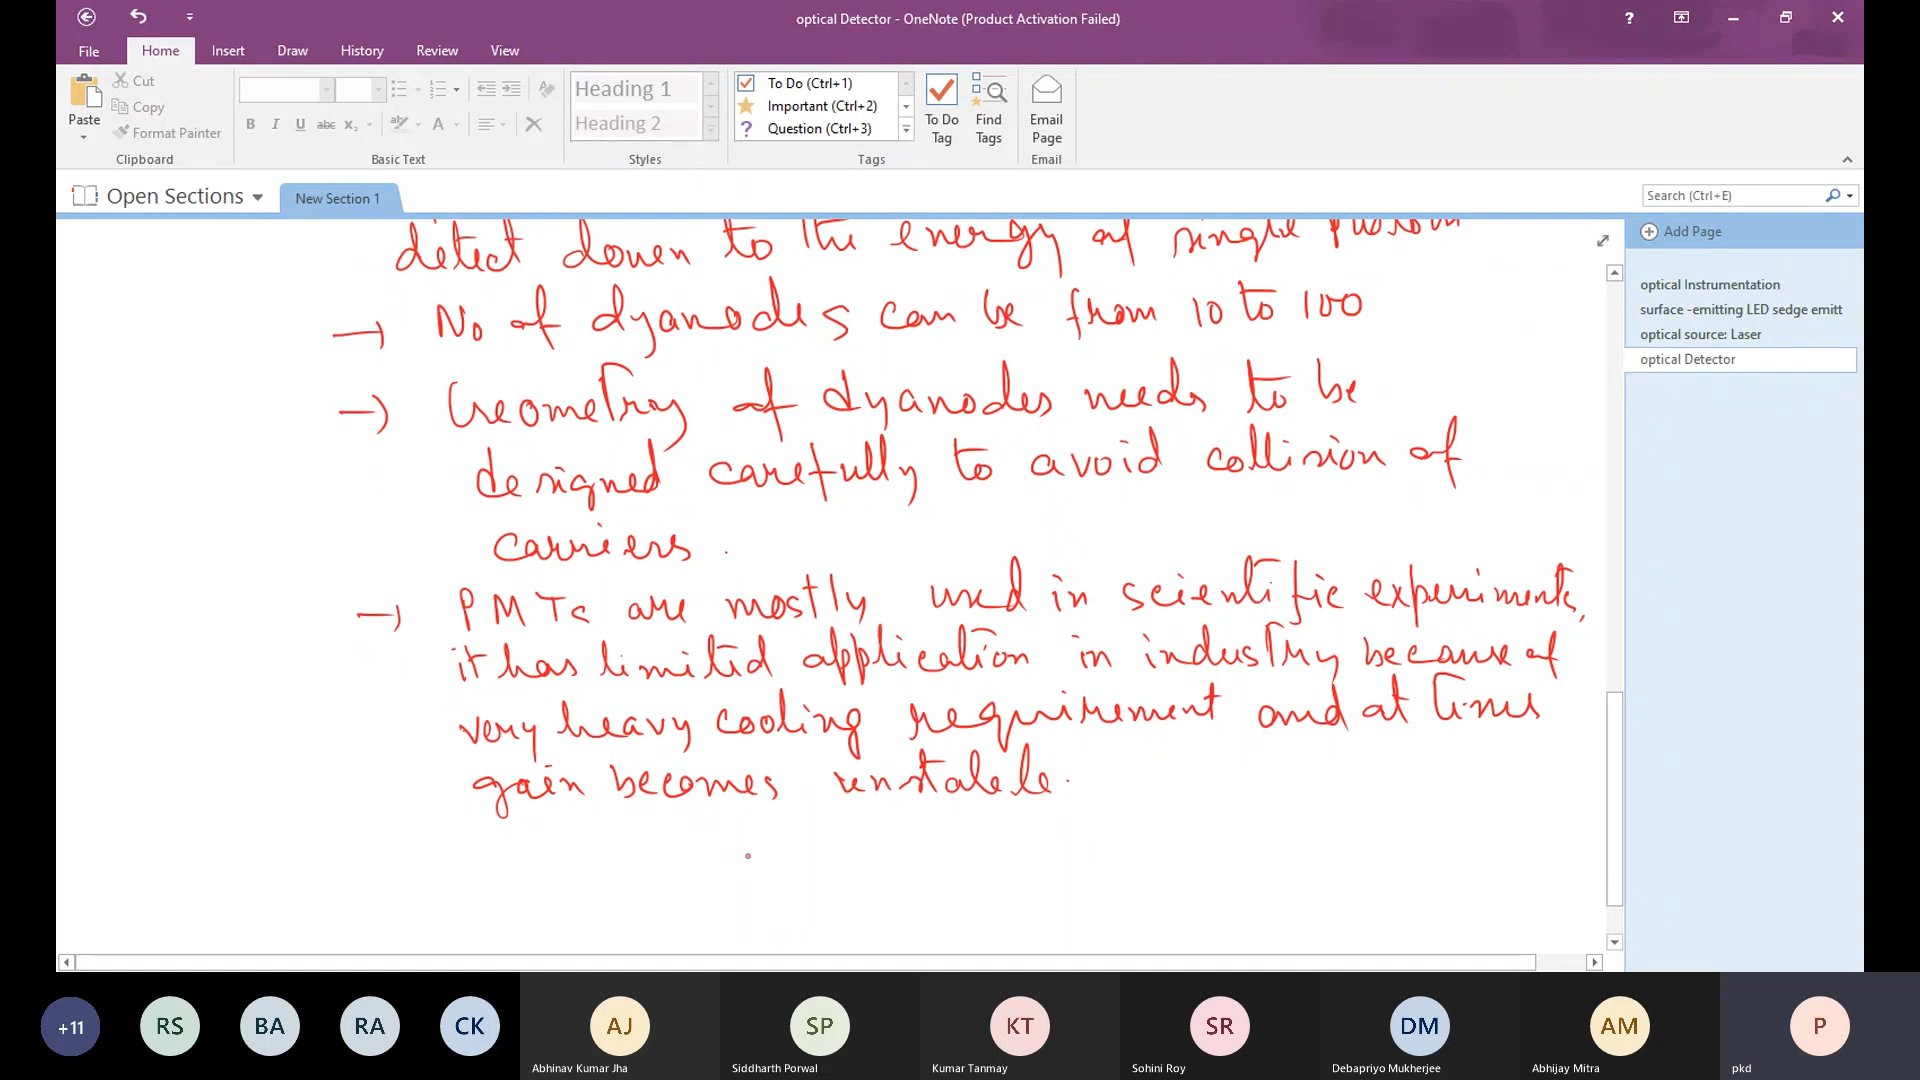 optical Detector - OneNote (Product Activation Failed)
?
File Home Insert Draw History Review View
Paste
Cut
Copy
Format Painter
Clipboard
B I U abc x₂ A
Basic Text
Heading 1
Heading 2
Styles
To Do (Ctrl+1)
Important (Ctrl+2)
? Question (Ctrl+3)
To Do Tag
Find Tags
Tags
Email Page
Email
Open Sections
New Section 1
Search (Ctrl+E)
Add Page
optical Instrumentation
surface -emitting LED sedge emitt
optical source: Laser
optical Detector
detect down to the energy of single
→ No of dyanodes can be from 10 to 100
→ Geometry of dyanodes needs to be
designed carefully to avoid collision of
carriers.
→ PMTs are mostly used in scientific experiments,
it has limited application in industry because of
very heavy cooling requirement and at times
gain becomes unstable.
+11 RS BA RA CK AJ SP KT SR DM AM P
Abhinav Kumar Jha
Siddharth Porwal
Kumar Tanmay
Sohini Roy
Debapriyo Mukherjee
Abhijay Mitra
pkd